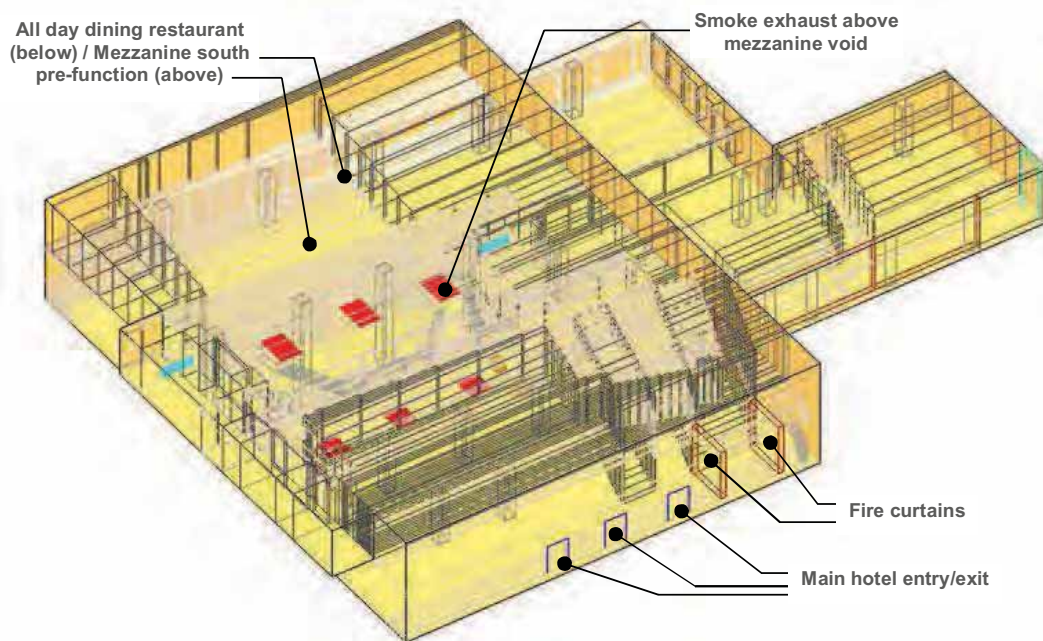 All day dining restaurant
(below) / Mezzanine south
pre-function (above)
Smoke exhaust above
mezzanine void
Fire curtains
Main hotel entry/exit